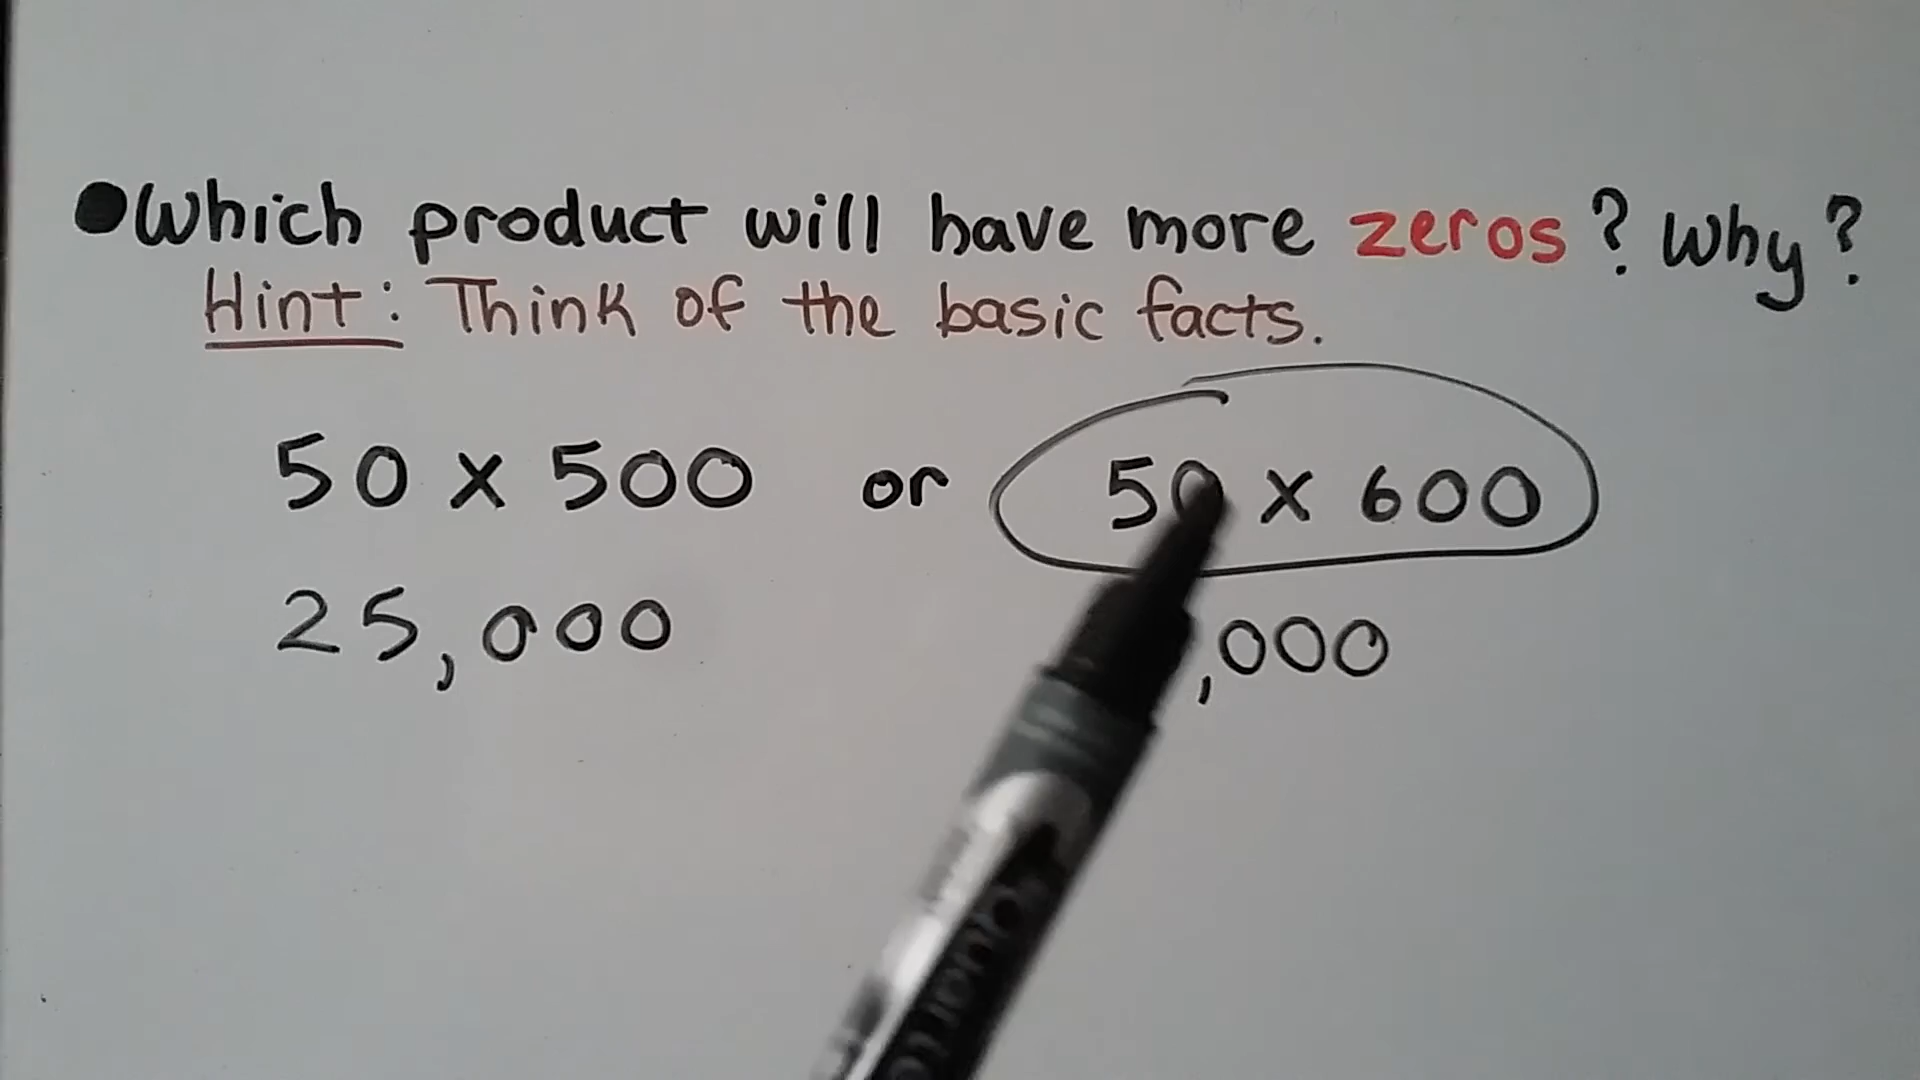 Which product will have more zeros? Why?
Hint: Think of the basic facts.
50 x 500 or 50 x 600
25,000 ,000